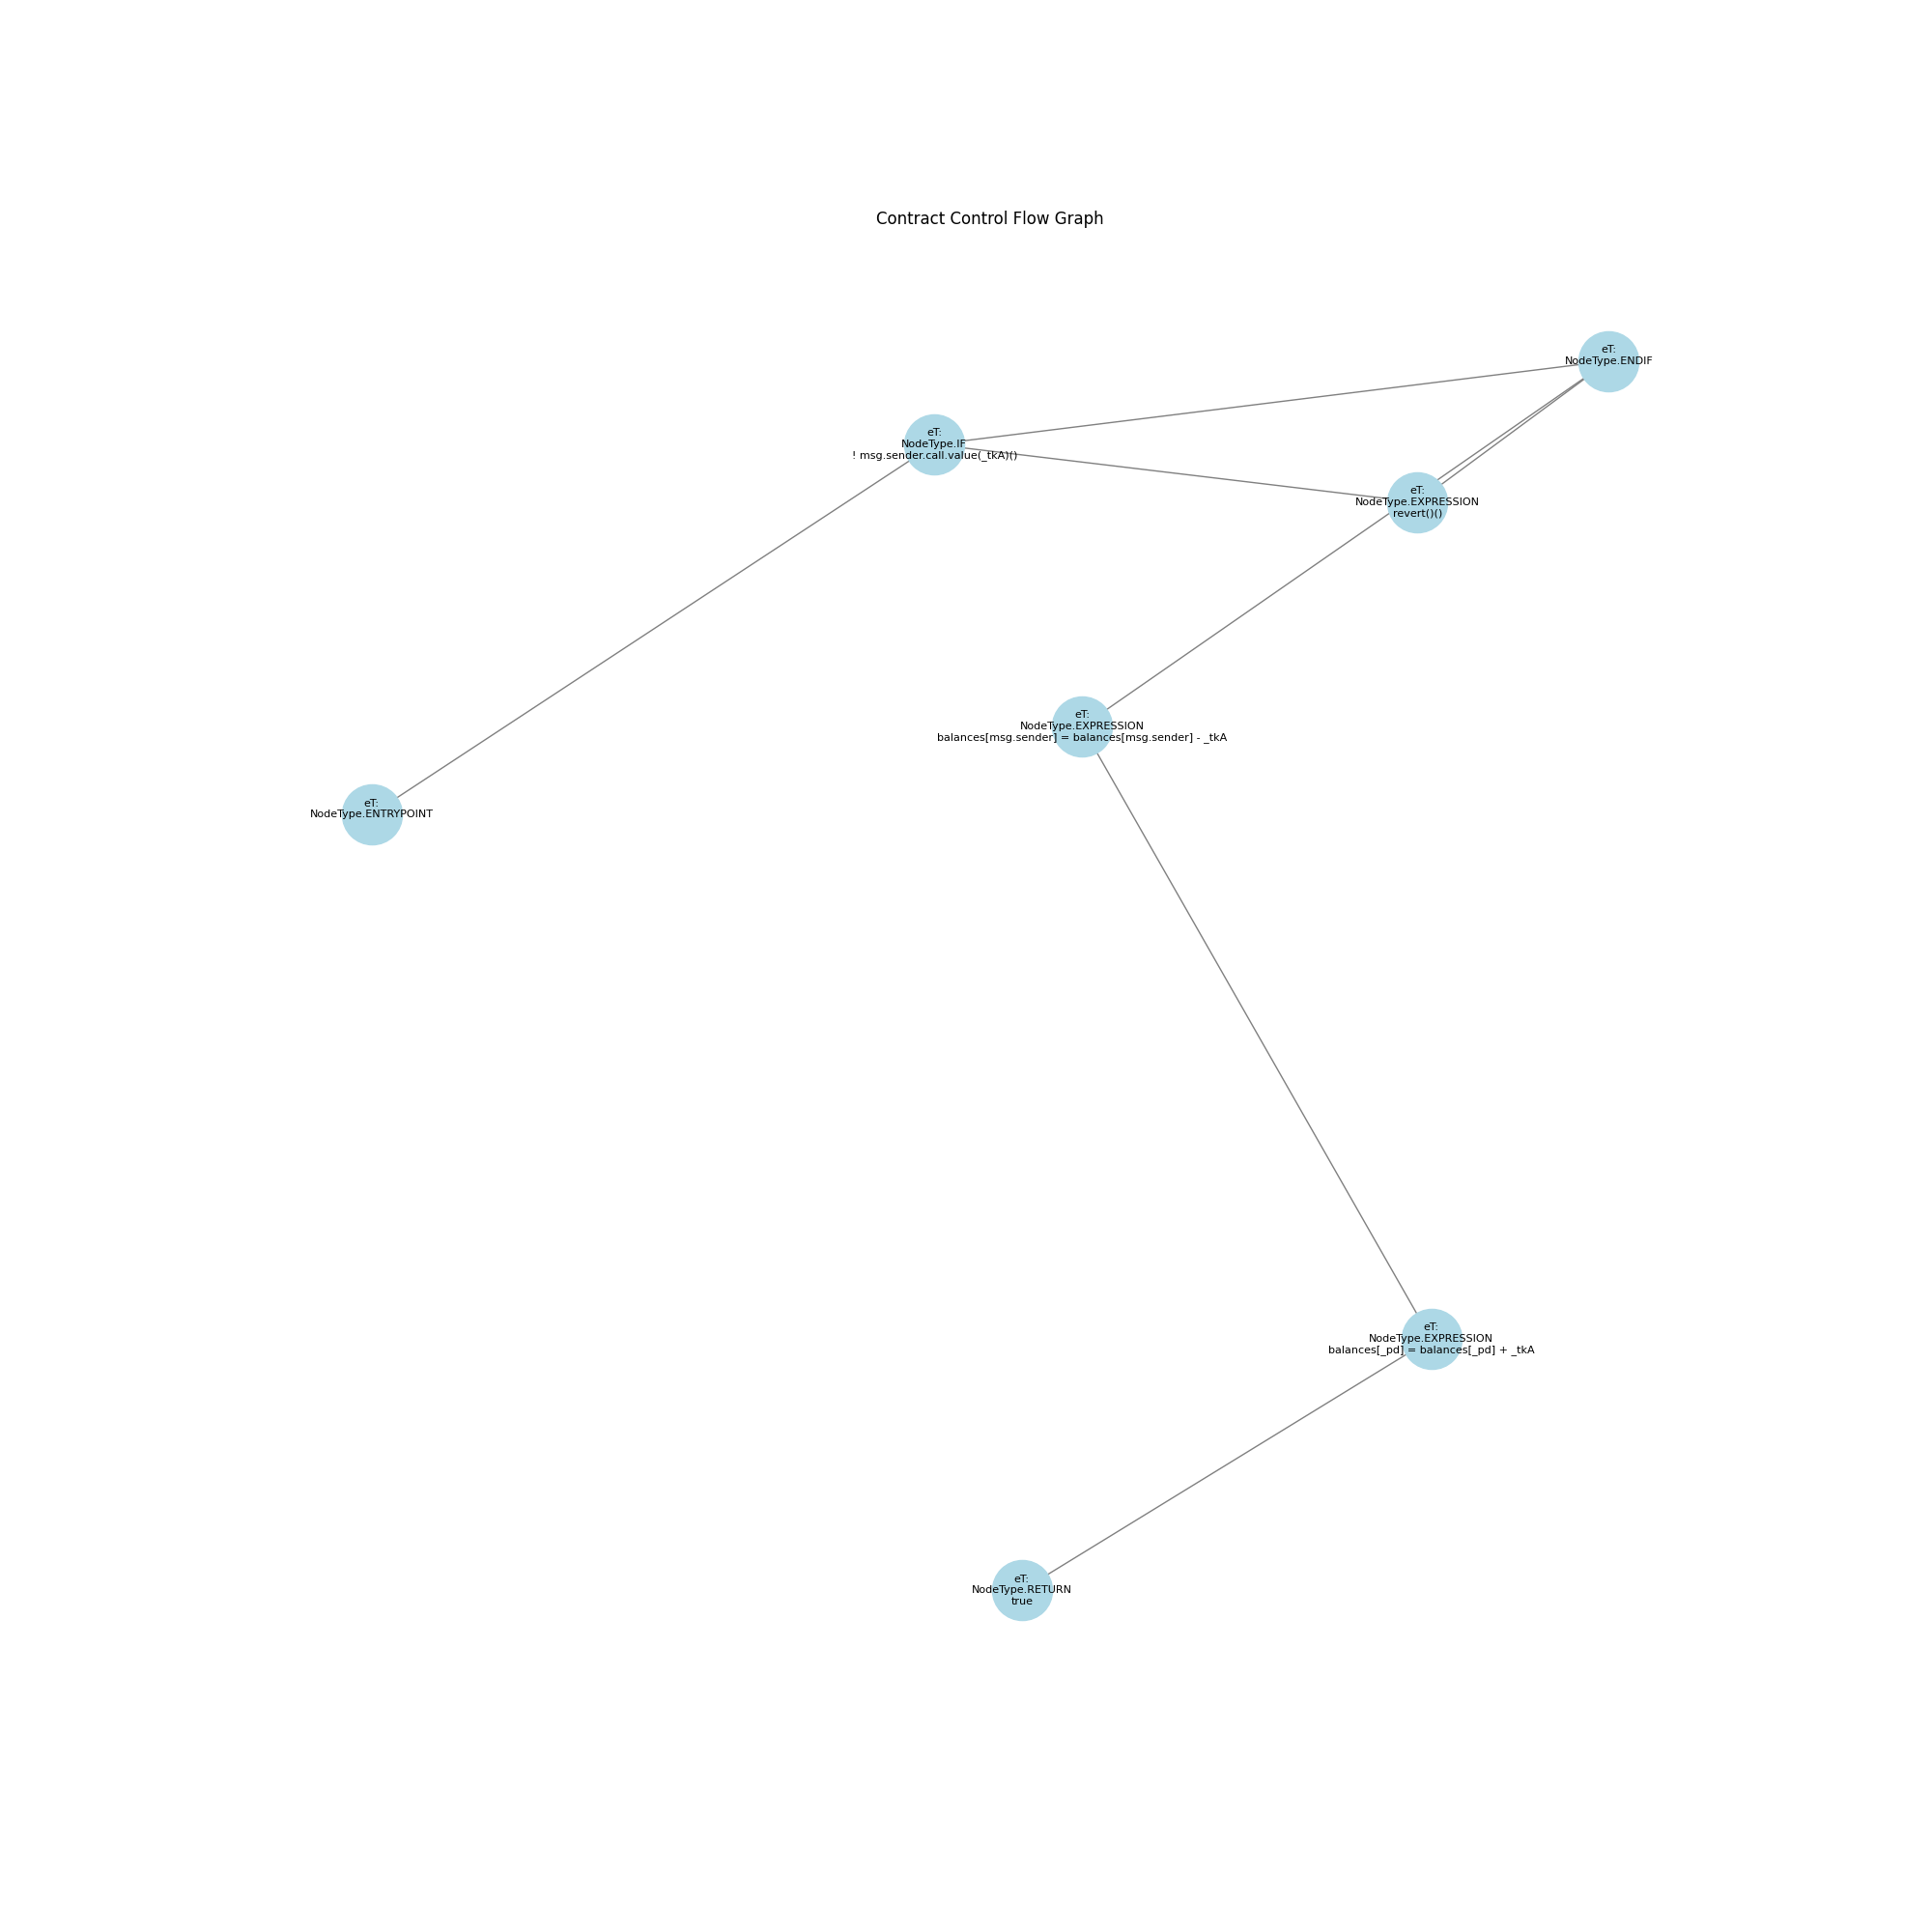 Contract Control Flow Graph
eT:
NodeType.ENDIF
eT:
NodeType.IF
! msg.sender.call.value(_tkA)()
eT:
NodeType.EXPRESSION
revert()()
eT:
NodeType.EXPRESSION
balances[msg.sender] = balances[msg.sender] - _tkA
eT:
NodeType.ENTRYPOINT
eT:
NodeType.EXPRESSION
balances[_pd] = balances[_pd] + _tkA
eT:
NodeType.RETURN
true